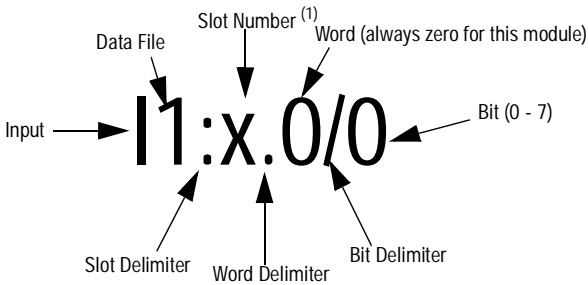 Slot Number (1)
Data File
Word (always zero for this module)
Input
I1:x.0/0
Bit (0 - 7)
Slot Delimiter
Word Delimiter
Bit Delimiter